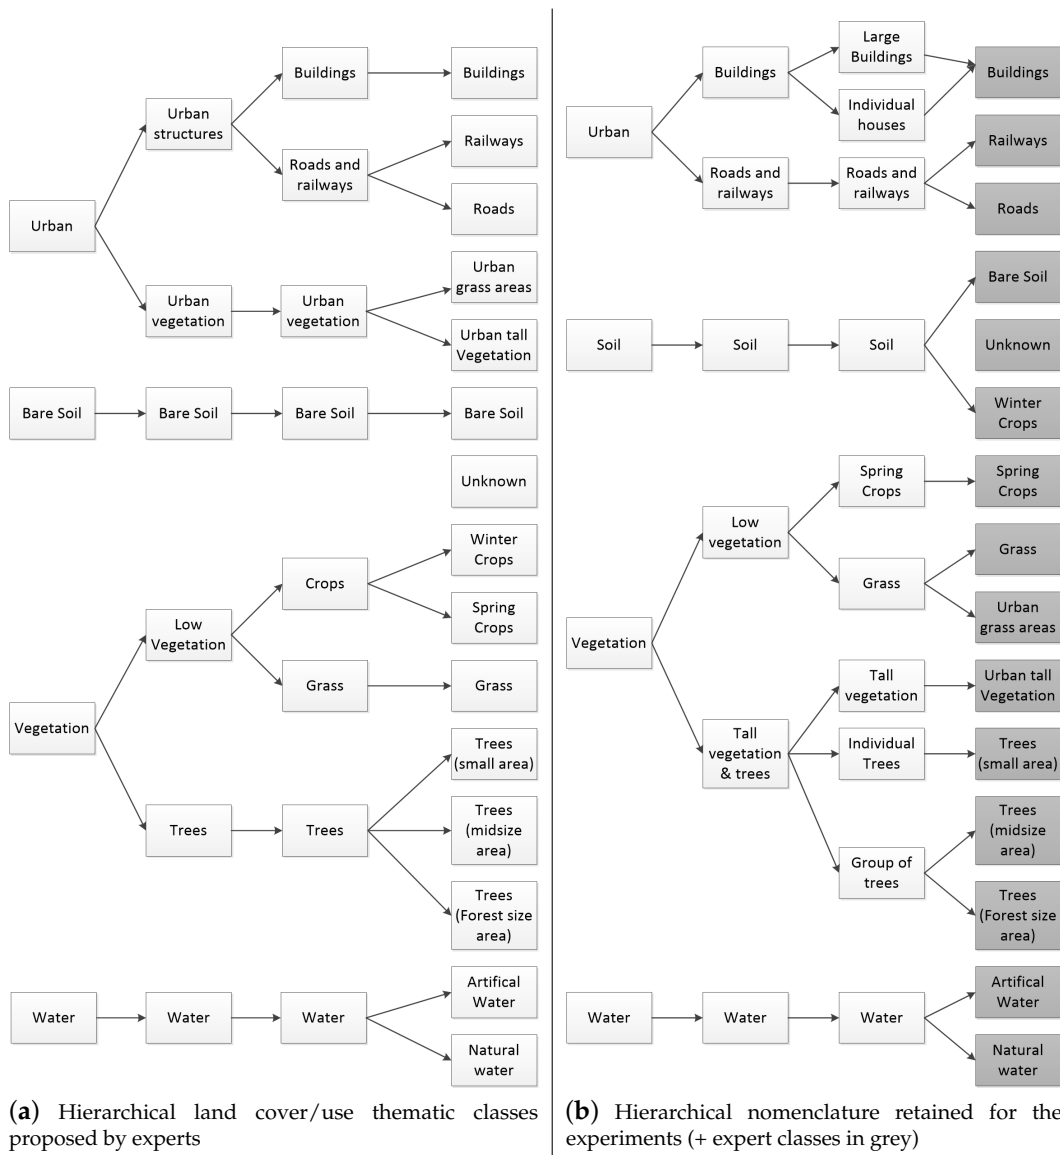 Buildings
Buildings
Urban
structures
Railways
Roads and
railways
Roads
Urban
Urban
grass areas
Urban
vegetation
Urban
vegetation
Urban tall
Vegetation
Bare Soil
Bare Soil
Bare Soil
Bare Soil
Unknown
Winter
Crops
Crops
Spring
Crops
Low
Vegetation
Grass
Grass
Vegetation
Trees
(small area)
Trees
Trees
Trees
(midsize
area)
Trees
(Forest size
area)
Artifical
Water
Water
Water
Water
Natural
water
(a) Hierarchical land cover/use thematic classes
proposed by experts
Large
Buildings
Buildings
Buildings
Individual
houses
Urban
Railways
Roads and
railways
Roads and
railways
Roads
Bare Soil
Soil
Soil
Soil
Unknown
Winter
Crops
Spring
Crops
Spring
Crops
Low
vegetation
Grass
Grass
Urban
grass areas
Vegetation
Tall
vegetation
Urban tall
Vegetation
Tall
vegetation
& trees
Individual
Trees
Trees
(small area)
Trees
(midsize
area)
Group of
trees
Trees
(Forest size
area)
Artifical
Water
Water
Water
Water
Natural
water
(b) Hierarchical nomenclature retained for the
experiments (+ expert classes in grey)